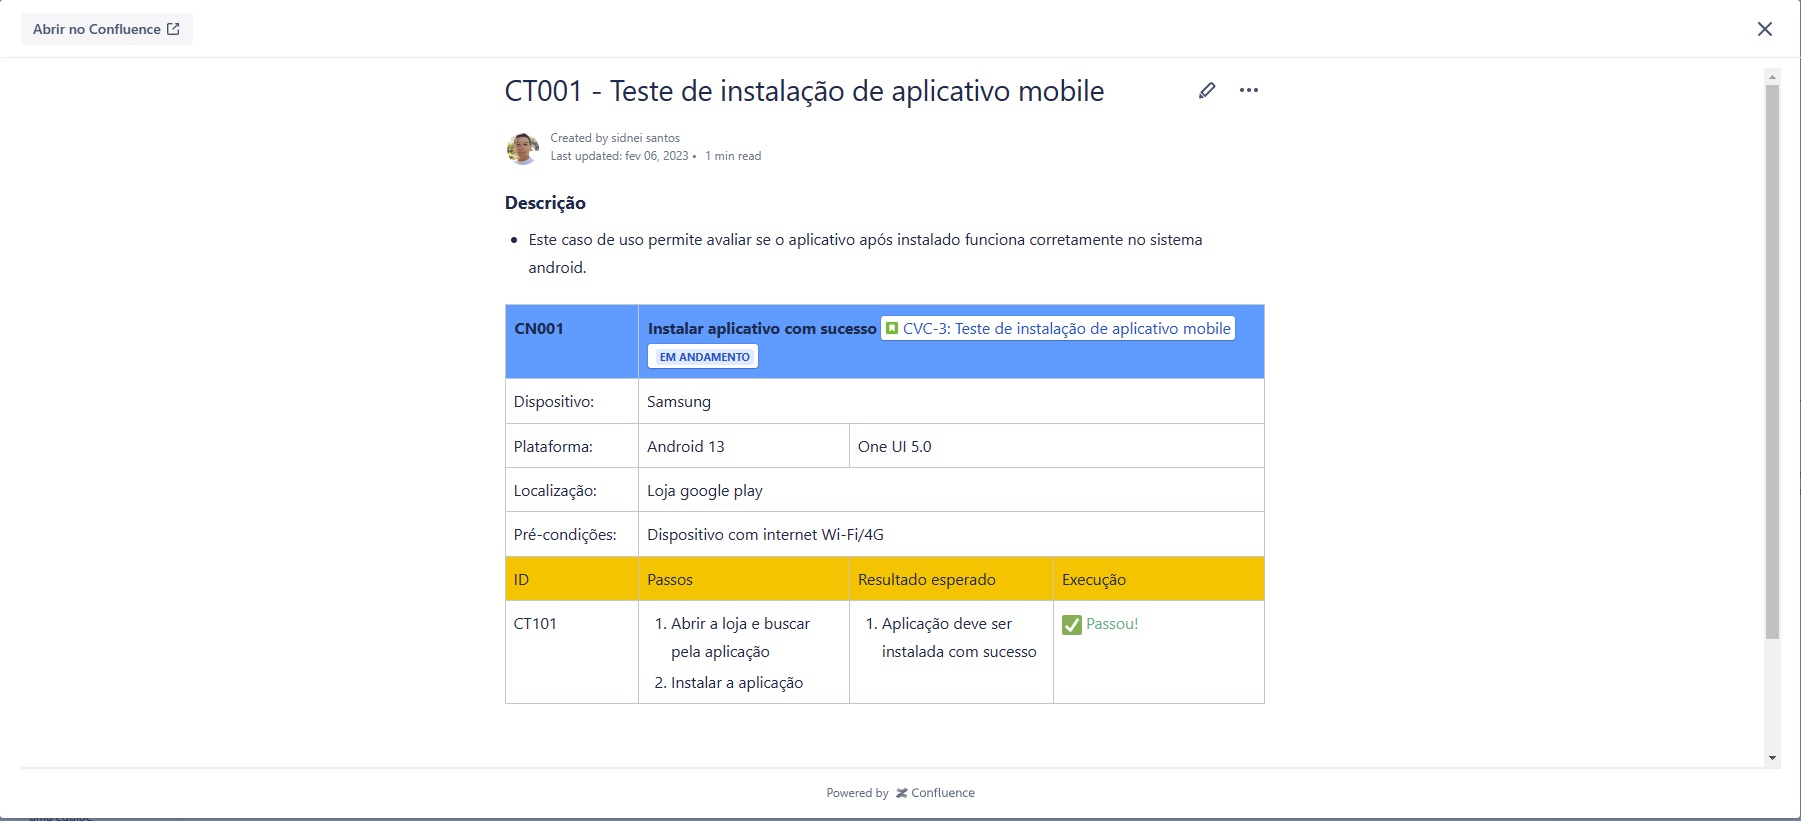 Abrir no Confluence
CT001 - Teste de instalação de aplicativo mobile
Created by sidnei santos
Last updated: fev 06, 2023 • 1 min read
Descrição
• Este caso de uso permite avaliar se o aplicativo após instalado funciona corretamente no sistema
android.
CN001
Instalar aplicativo com sucesso CVC-3: Teste de instalação de aplicativo mobile
EM ANDAMENTO
Dispositivo: Samsung
Plataforma: Android 13 One UI 5.0
Localização: Loja google play
Pré-condições: Dispositivo com internet Wi-Fi/4G
ID Passos Resultado esperado Execução
CT101
1. Abrir a loja e buscar
pela aplicação
2. Instalar a aplicação
1. Aplicação deve ser
instalada com sucesso
Passou!
Powered by Confluence